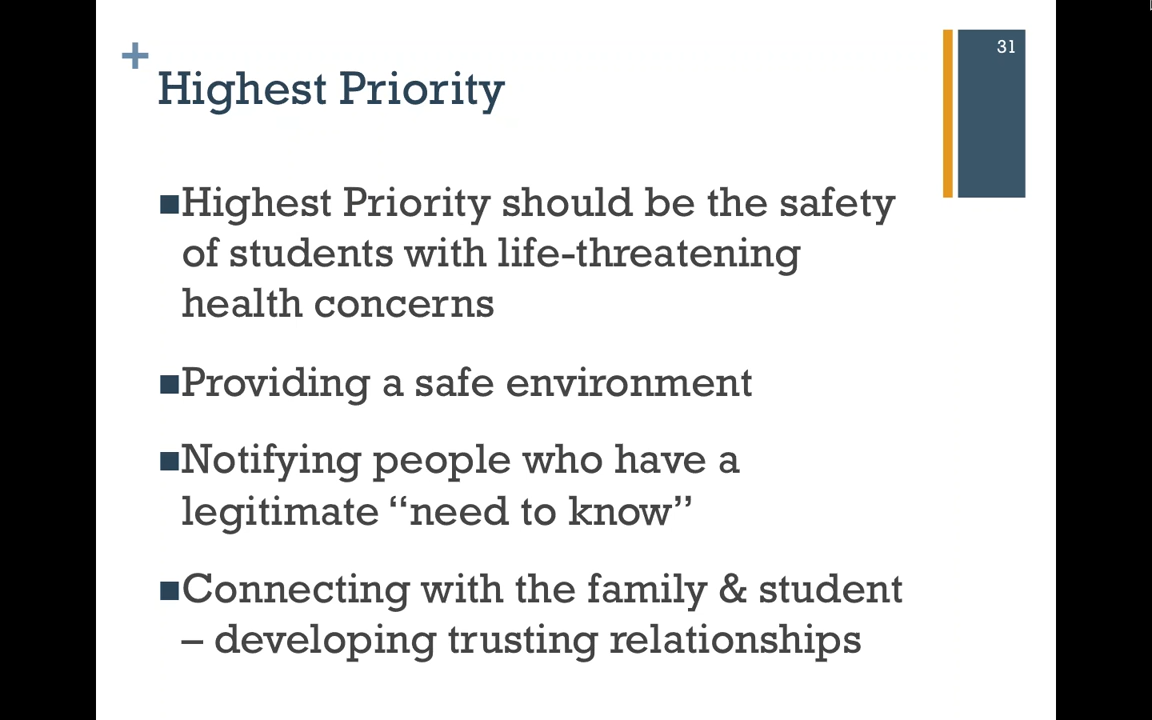 +
31
Highest Priority
■Highest Priority should be the safety
of students with life-threatening
health concerns
■Providing a safe environment
■Notifying people who have a
legitimate “need to know”
■Connecting with the family & student
– developing trusting relationships